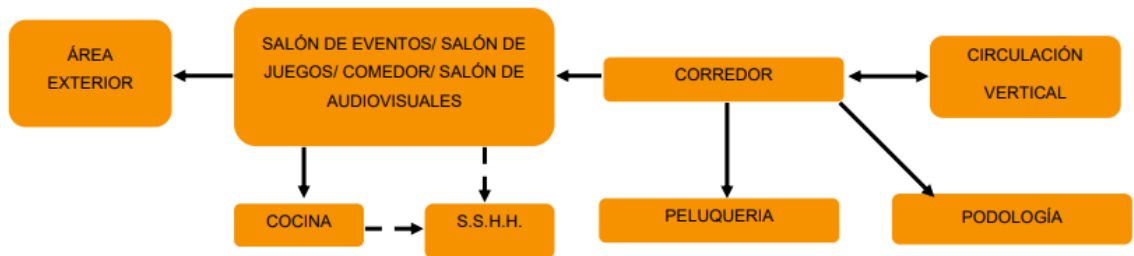 ÁREA
EXTERIOR
SALÓN DE EVENTOS/ SALÓN DE
JUEGOS/ COMEDOR/ SALÓN DE
AUDIOVISUALES
CORREDOR
CIRCULACIÓN
VERTICAL
COCINA
S.S.H.H.
PELUQUERIA
PODOLOGÍA